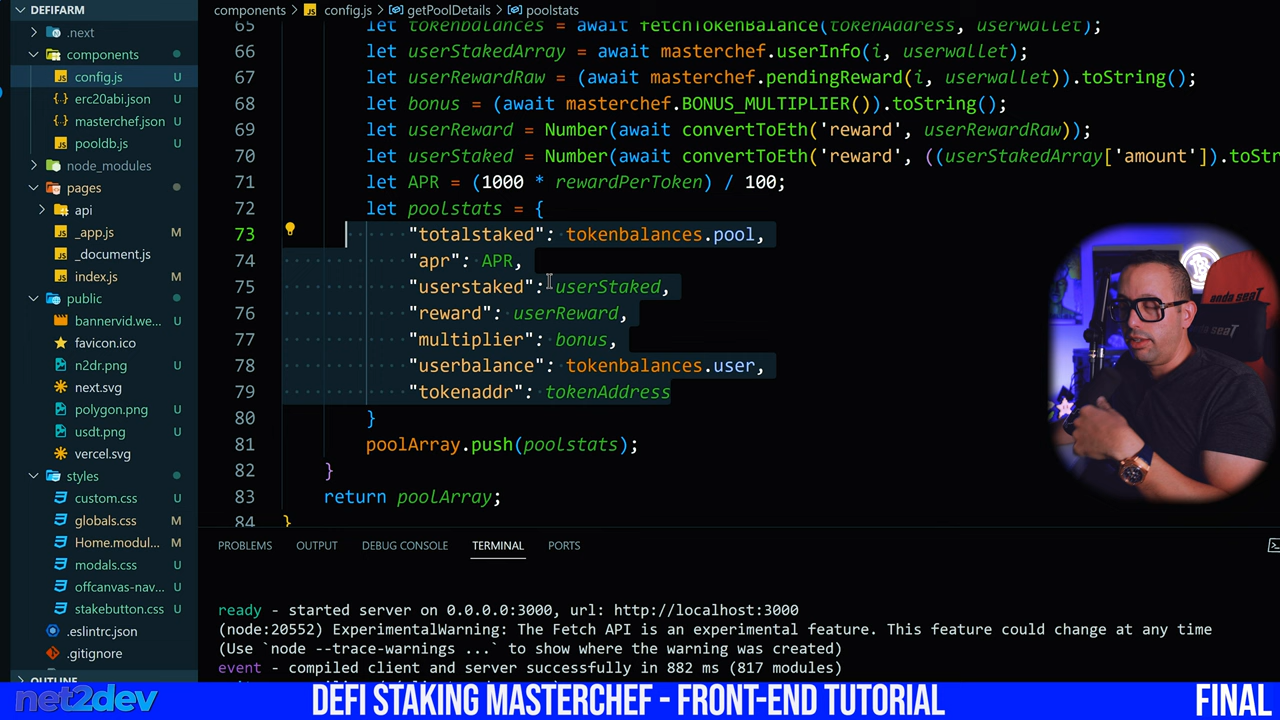 DEFIFARM
.next
components
config.js U
erc20abi.json U
masterchef.json U
pooldb.js U
node_modules
pages
api
_app.js M
_document.js
index.js M
public
bannervid.we... U
favicon.ico
n2dr.png U
next.svg
polygon.png U
usdt.png U
vercel.svg
styles
custom.css U
globals.css M
Home.modul... M
modals.css U
offcanvas-nav... U
stakebutton.css U
.eslintrc.json
.gitignore
OUTLINE
components > config.js > getPoolDetails > poolstats
65 let tokenbalances = await fetchTokenBalance(tokenAddress, userwallet);
66 let userStakedArray = await masterchef.userInfo(i, userwallet);
67 let userRewardRaw = (await masterchef.pendingReward(i, userwallet)).toString();
68 let bonus = (await masterchef.BONUS_MULTIPLIER()).toString();
69 let userReward = Number(await convertToEth('reward', userRewardRaw));
70 let userStaked = Number(await convertToEth('reward', ((userStakedArray['amount']).toStr
71 let APR = (1000 * rewardPerToken) / 100;
72 let poolstats = {
73 "totalstaked": tokenbalances.pool,
74 "apr": APR,
75 "userstaked": userStaked,
76 "reward": userReward,
77 "multiplier": bonus,
78 "userbalance": tokenbalances.user,
79 "tokenaddr": tokenAddress
80 }
81 poolArray.push(poolstats);
82 }
83 return poolArray;
84 }
PROBLEMS OUTPUT DEBUG CONSOLE TERMINAL PORTS
ready - started server on 0.0.0.0:3000, url: http://localhost:3000
(node:20552) ExperimentalWarning: The Fetch API is an experimental feature. This feature could change at any time
(Use `node --trace-warnings ...` to show where the warning was created)
event - compiled client and server successfully in 882 ms (817 modules)
anda seaT
anda seaT
net2dev
DEFI STAKING MASTERCHEF - FRONT-END TUTORIAL
FINAL